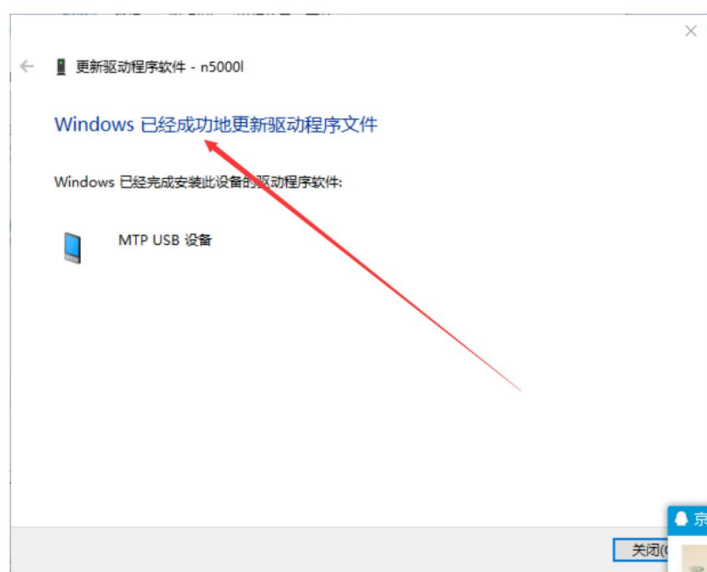 更新驱动程序软件 - n5000l
Windows 已经成功地更新驱动程序文件
Windows 已经完成安装此设备的驱动程序软件:
MTP USB 设备
京
关闭(